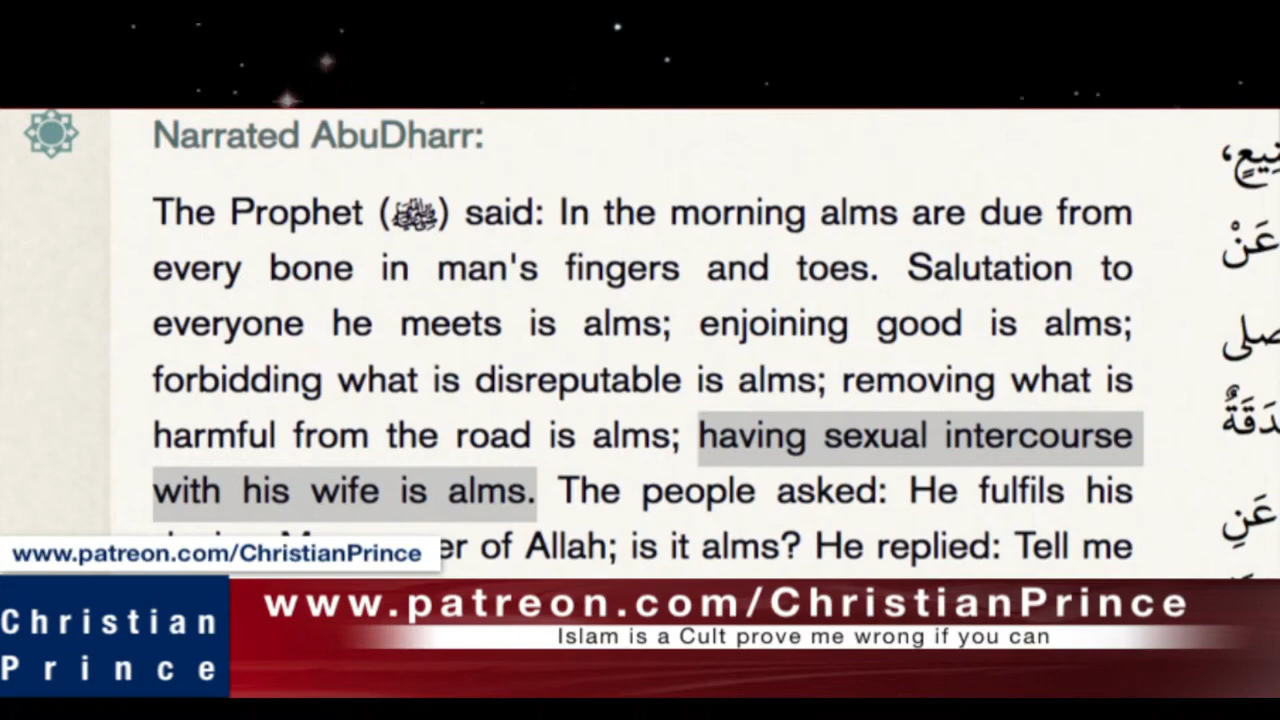 Narrated AbuDharr:
The Prophet (ﷺ) said: In the morning alms are due from
every bone in man's fingers and toes. Salutation to
everyone he meets is alms; enjoining good is alms;
forbidding what is disreputable is alms; removing what is
harmful from the road is alms; having sexual intercourse
with his wife is alms. The people asked: He fulfils his
er of Allah; is it alms? He replied: Tell me
عَنْ
صلى
عَنِ
www.patreon.com/ChristianPrince
Christian
Prince
www.patreon.com/ChristianPrince
Islam is a Cult prove me wrong if you can